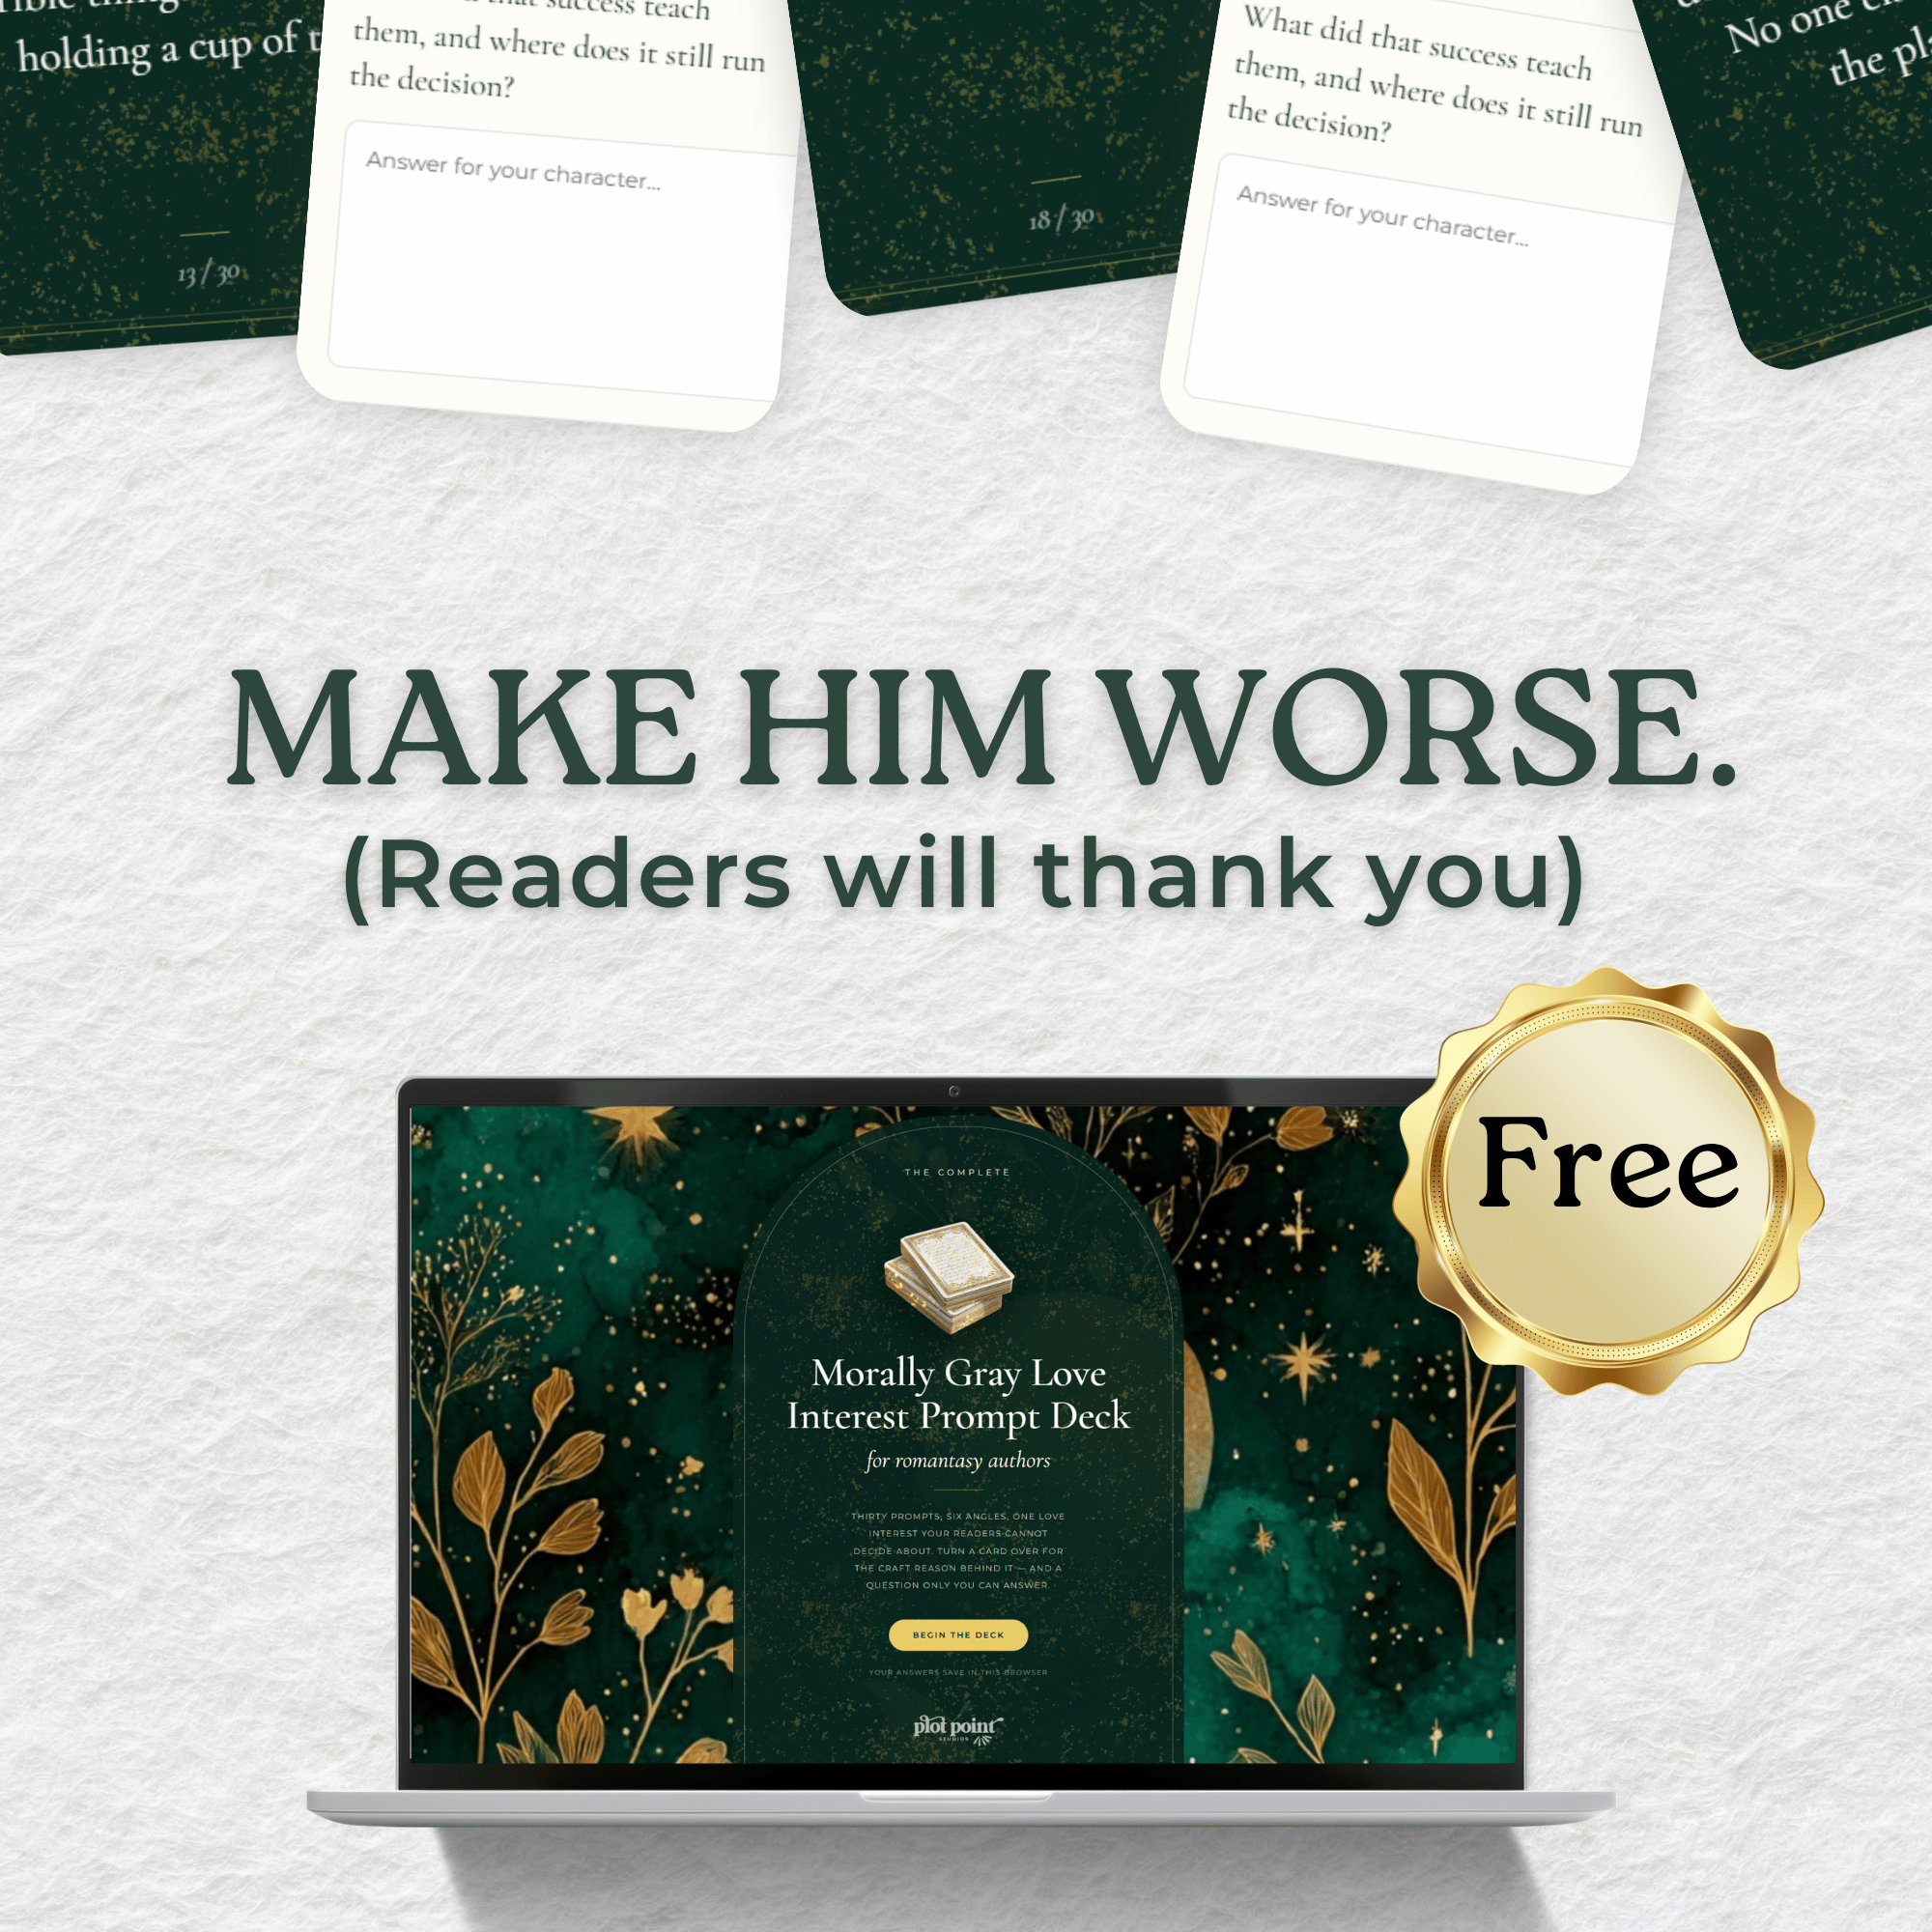 holding a cup of
that success teach
them, and where does it still run
the decision?
Answer for your character...
13 / 30
18 / 30
What did that success teach
them, and where does it still run
the decision?
Answer for your character...
No one
the
MAKE HIM WORSE.
(Readers will thank you)
Free
THE COMPLETE
Morally Gray Love
Interest Prompt Deck
for romantasy authors
THIRTY PROMPTS, SIX ANGLES, ONE LOVE
INTEREST YOUR READERS CANNOT
DECIDE ABOUT. TURN A CARD OVER FOR
THE CRAFT REASON BEHIND IT — AND A
QUESTION ONLY YOU CAN ANSWER.
BEGIN THE DECK
YOUR ANSWERS SAVE IN THIS BROWSER
plot point
STUDIOS